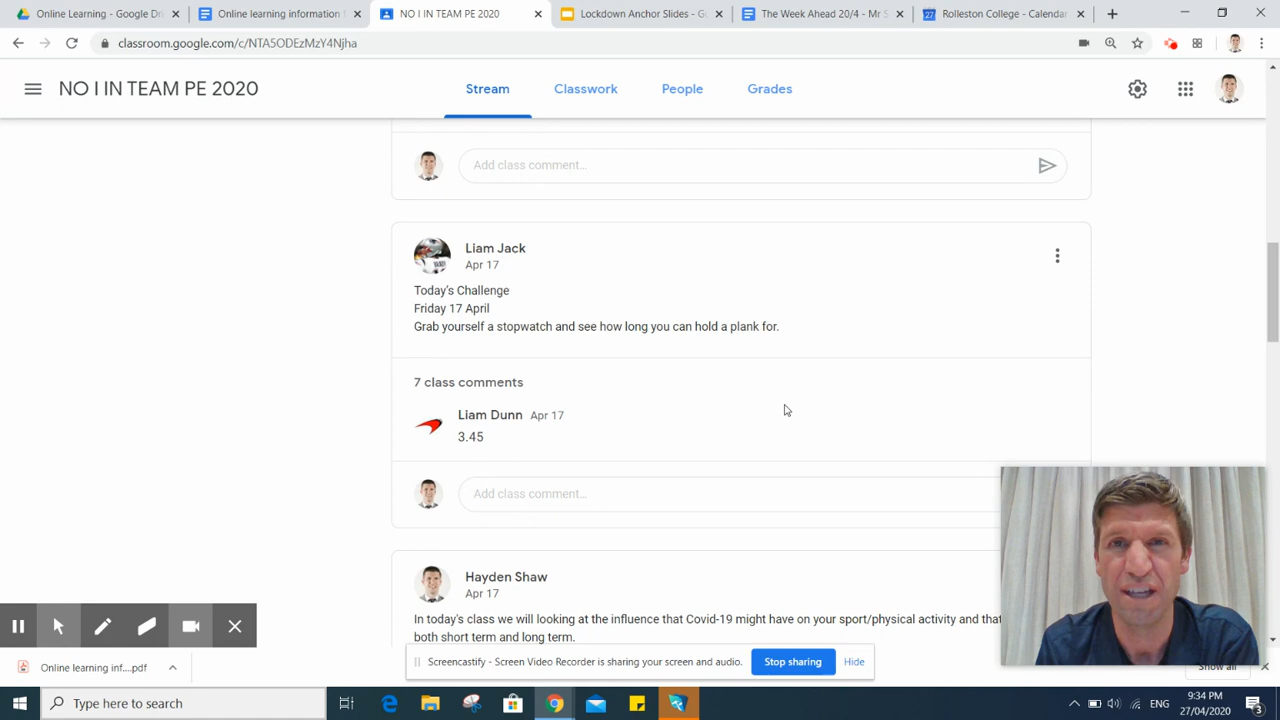 Online Learning - Google Dri
Online learning information f
NO I IN TEAM PE 2020
Lockdown Anchor Slides - G
The Week Ahead 20/4 - Mr S
Rolleston College - Calendar
classroom.google.com/c/NTA5ODEzMzY4Njha
NO I IN TEAM PE 2020
Stream
Classwork
People
Grades
Add class comment...
Liam Jack
Apr 17
Today's Challenge
Friday 17 April
Grab yourself a stopwatch and see how long you can hold a plank for.
7 class comments
Liam Dunn Apr 17
3.45
Add class comment...
Hayden Shaw
Apr 17
In today's class we will looking at the influence that Covid-19 might have on your sport/physical activity and that
both short term and long term.
Screencastify - Screen Video Recorder is sharing your screen and audio.
Stop sharing
Hide
Online learning inf....pdf
Show all
Type here to search
ENG
9:34 PM
27/04/2020
3